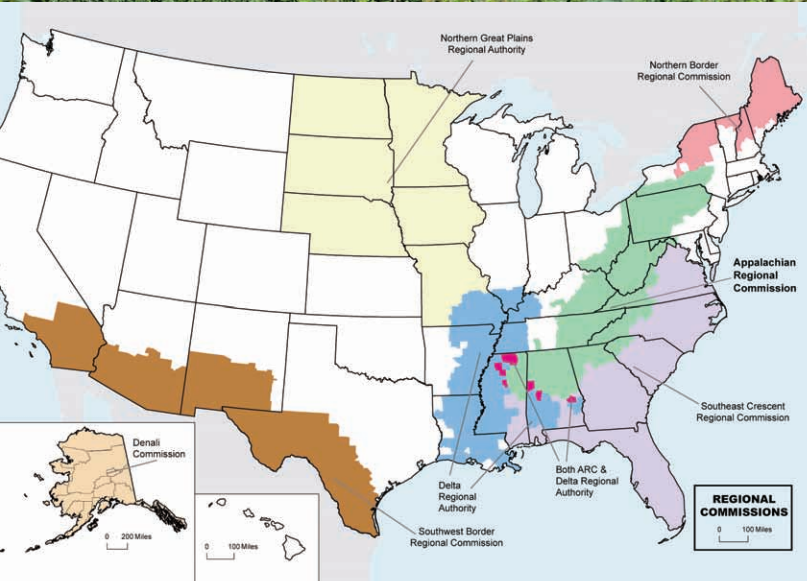 Northern Great Plains
Regional Authority
Northern Border
Regional Commission
Appalachian
Regional
Commission
Southeast Crescent
Regional Commission
Both ARC &
Delta Regional
Authority
Delta
Regional
Authority
Southwest Border
Regional Commission
Denali
Commission
0 200 Miles
0 100 Miles
REGIONAL
COMMISSIONS
0 100 Miles